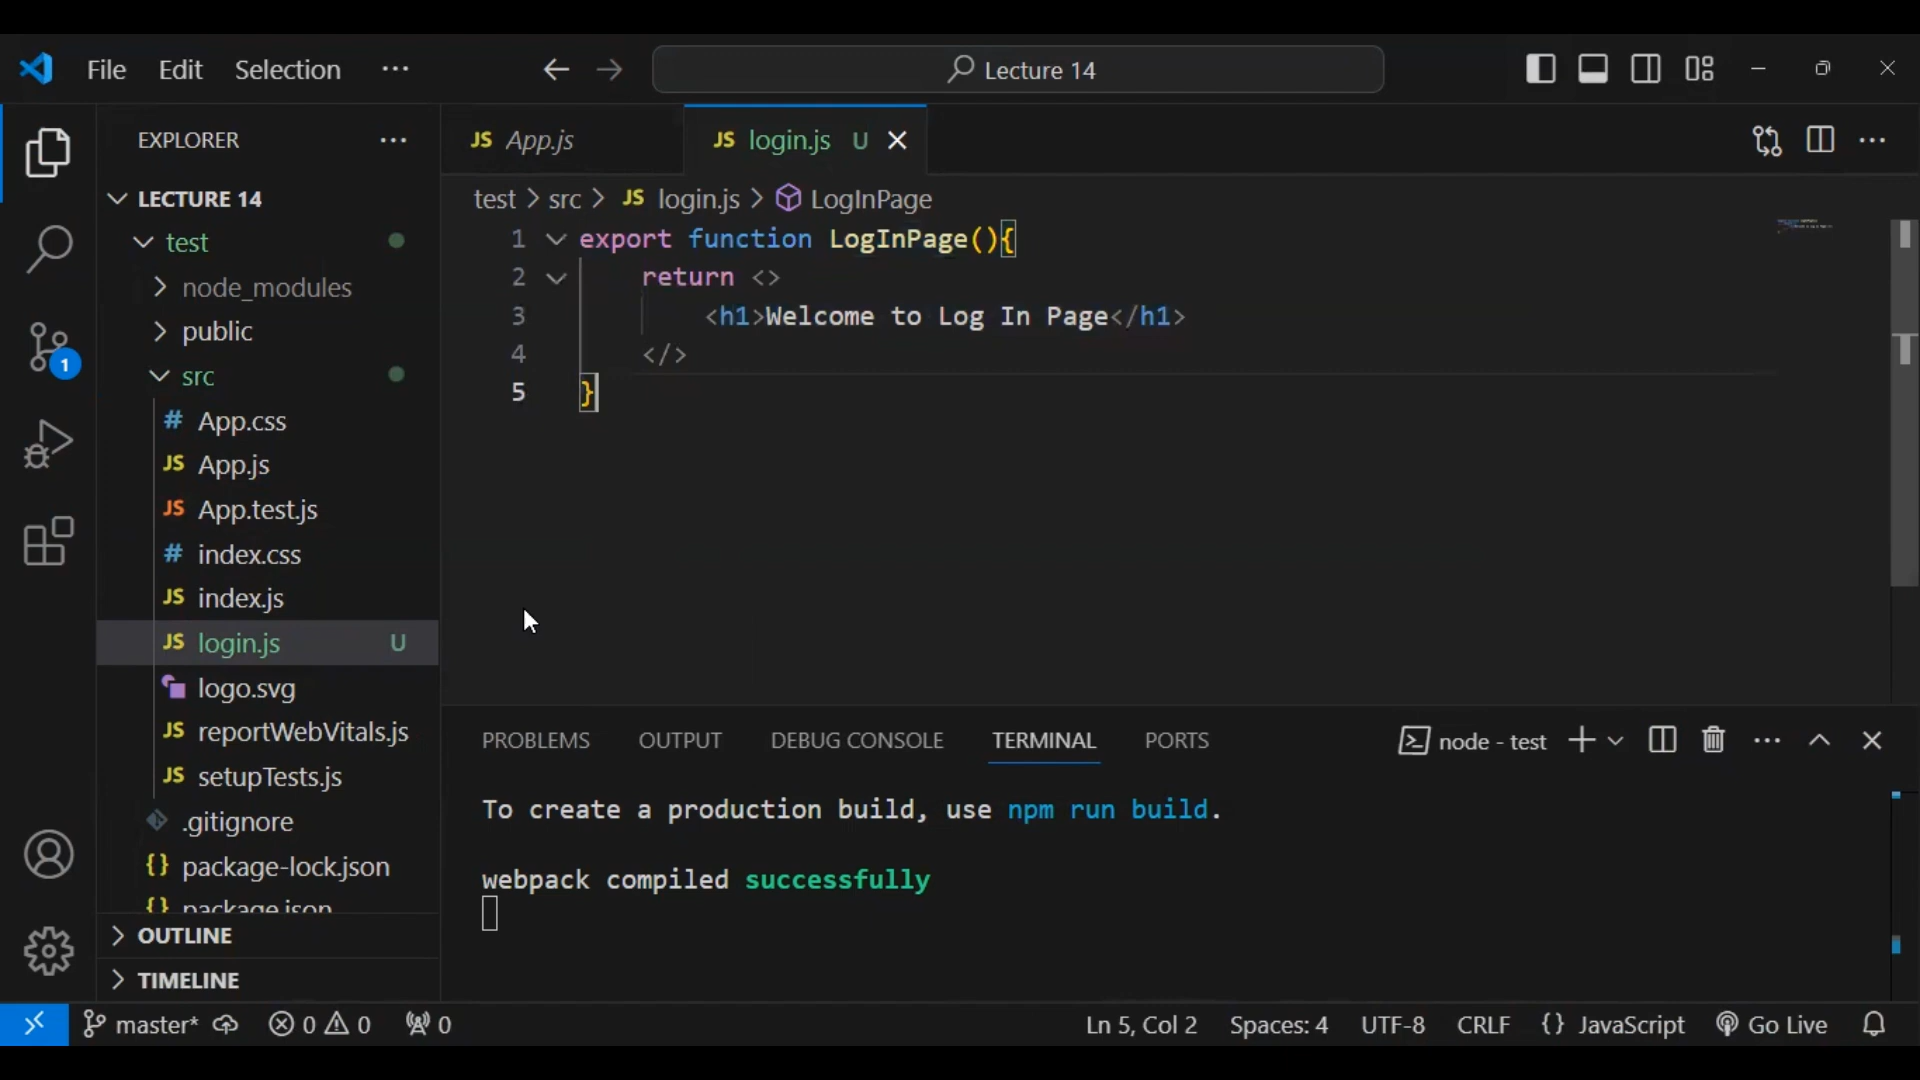 File Edit Selection ··· Lecture 14
EXPLORER ···
LECTURE 14
test
node_modules
public
src
# App.css
JS App.js
JS App.test.js
# index.css
JS index.js
JS login.js U
logo.svg
JS reportWebVitals.js
JS setupTests.js
.gitignore
{} package-lock.json
{} package.json
OUTLINE
TIMELINE
JS App.js JS login.js U
test > src > JS login.js > LogInPage
1 export function LogInPage(){
2 return <>
3 <h1>Welcome to Log In Page</h1>
4 </>
5 }
PROBLEMS OUTPUT DEBUG CONSOLE TERMINAL PORTS node - test
To create a production build, use npm run build.
webpack compiled successfully
1
master* 0 0 0 Ln 5, Col 2 Spaces: 4 UTF-8 CRLF {} JavaScript Go Live